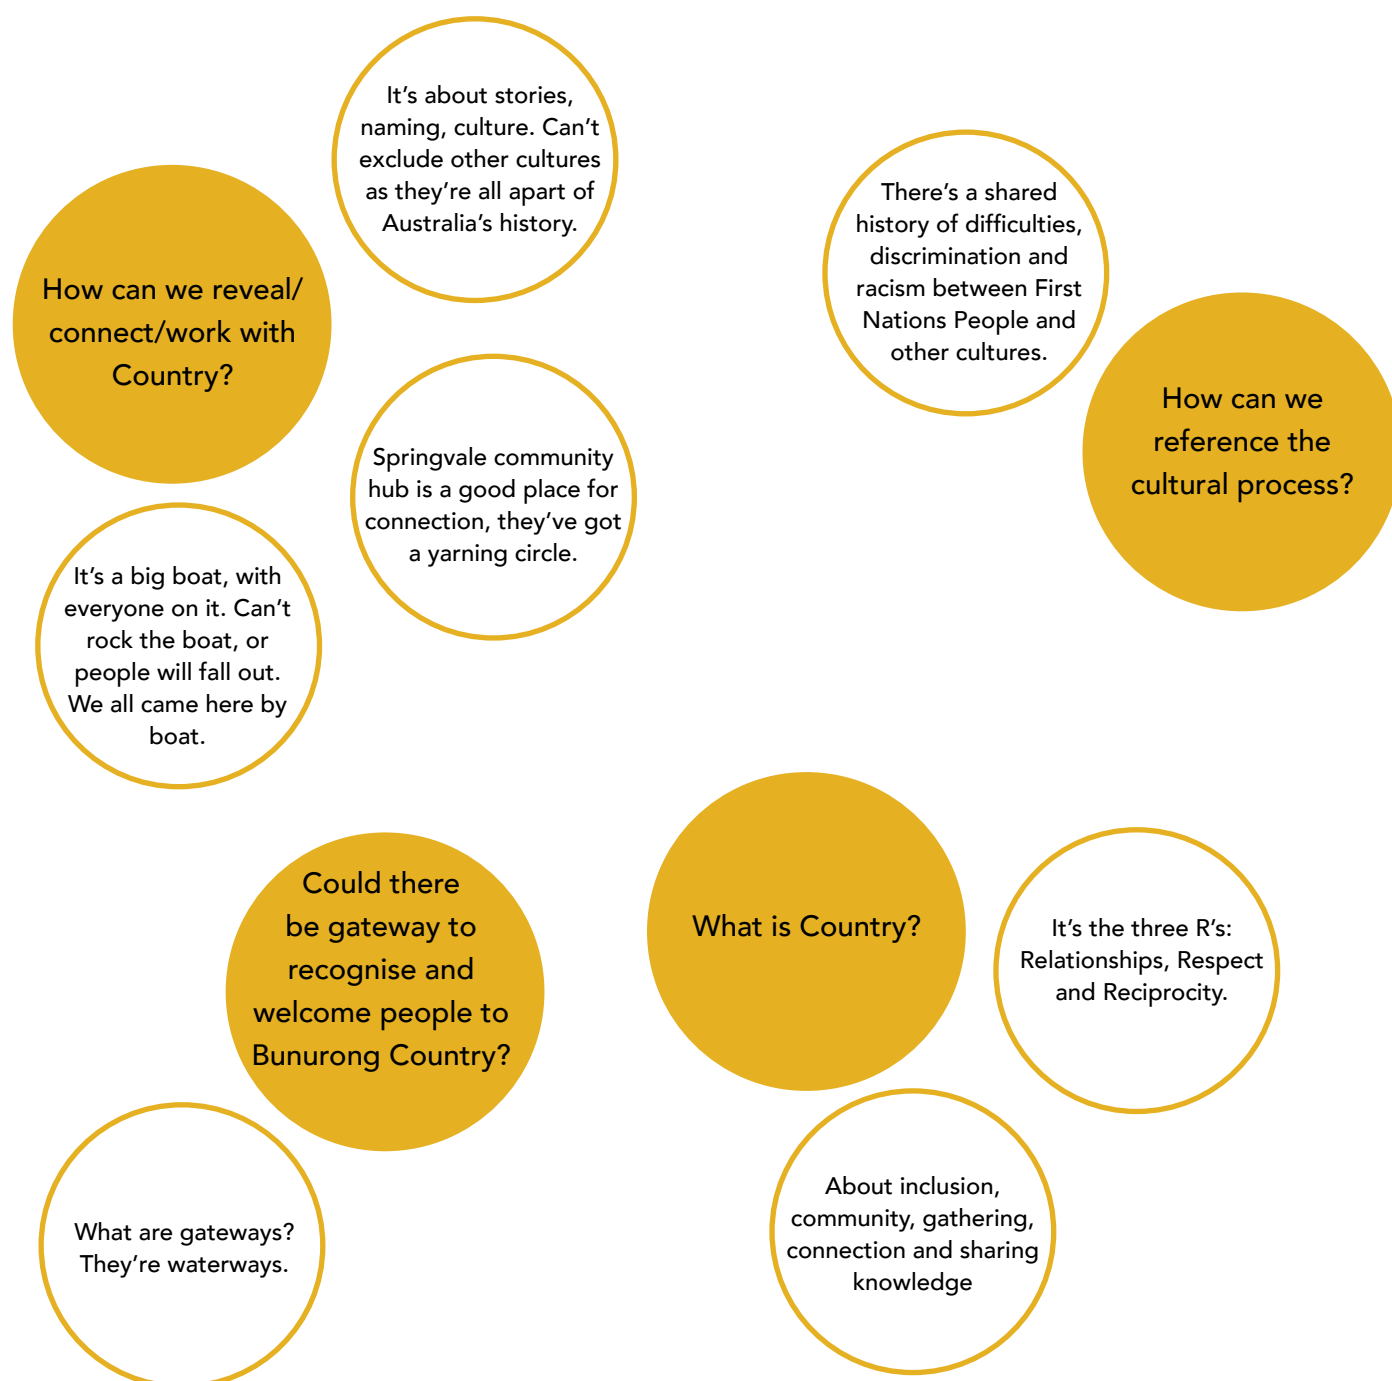 It's about stories,
naming, culture. Can't
exclude other cultures
as they're all apart of
Australia's history.
How can we reveal/
connect/work with
Country?
Springvale community
hub is a good place for
connection, they've got
a yarning circle.
It's a big boat, with
everyone on it. Can't
rock the boat, or
people will fall out.
We all came here by
boat.
There's a shared
history of difficulties,
discrimination and
racism between First
Nations People and
other cultures.
How can we
reference the
cultural process?
Could there
be gateway to
recognise and
welcome people to
Bunurong Country?
What are gateways?
They're waterways.
What is Country?
It's the three R's:
Relationships, Respect
and Reciprocity.
About inclusion,
community, gathering,
connection and sharing
knowledge